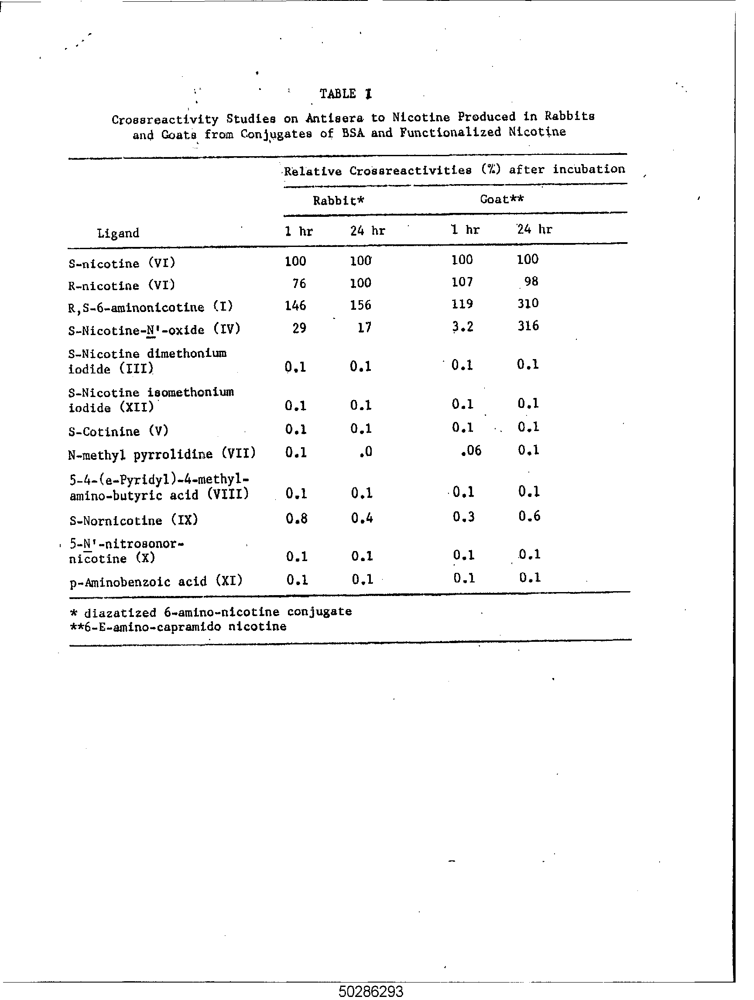 TABLE I
Crossreactivity Studies on Antisera to Nicotine Produced in Rabbits
and Goats from Conjugates of BSA and Functionalized Nicotine
Relative Crossreactivities (%) after incubation
Rabbit* Goat**
Ligand 1 hr 24 hr 1 hr 24 hr
S-nicotine (VI) 100 100 100 100
R-nicotine (VI) 76 100 107 98
R,S-6-aminonicotine (I) 146 156 119 310
S-Nicotine-N'-oxide (IV) 29 17 3.2 316
S-Nicotine dimethonium
iodide (III) 0.1 0.1 0.1 0.1
S-Nicotine isomethonium
iodide (XII) 0.1 0.1 0.1 0.1
S-Cotinine (V) 0.1 0.1 0.1 0.1
N-methyl pyrrolidine (VII) 0.1 .0 .06 0.1
5-4-(e-Pyridyl)-4-methyl-
amino-butyric acid (VIII) 0.1 0.1 0.1 0.1
S-Nornicotine (IX) 0.8 0.4 0.3 0.6
5-N'-nitrosonor-
nicotine (X) 0.1 0.1 0.1 0.1
p-Aminobenzoic acid (XI) 0.1 0.1 0.1 0.1
* diazatized 6-amino-nicotine conjugate
**6-E-amino-capramido nicotine
50286293